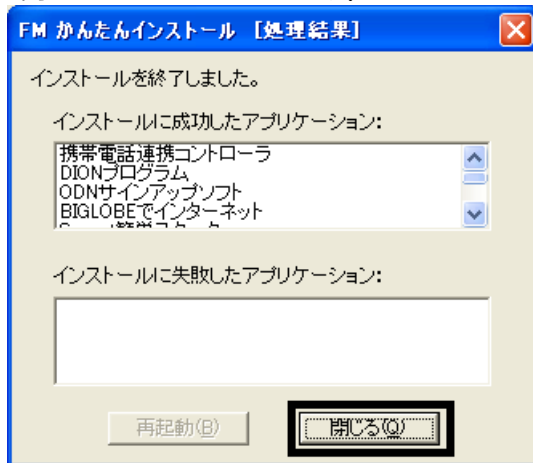 FM かんたんインストール [処理結果]
インストールを終了しました。
インストールに成功したアプリケーション:
携帯電話連携コントローラ
DIONプログラム
ODNサインアップソフト
BIGLOBEでインターネット
インストールに失敗したアプリケーション:
再起動(B)
閉じる(Q)